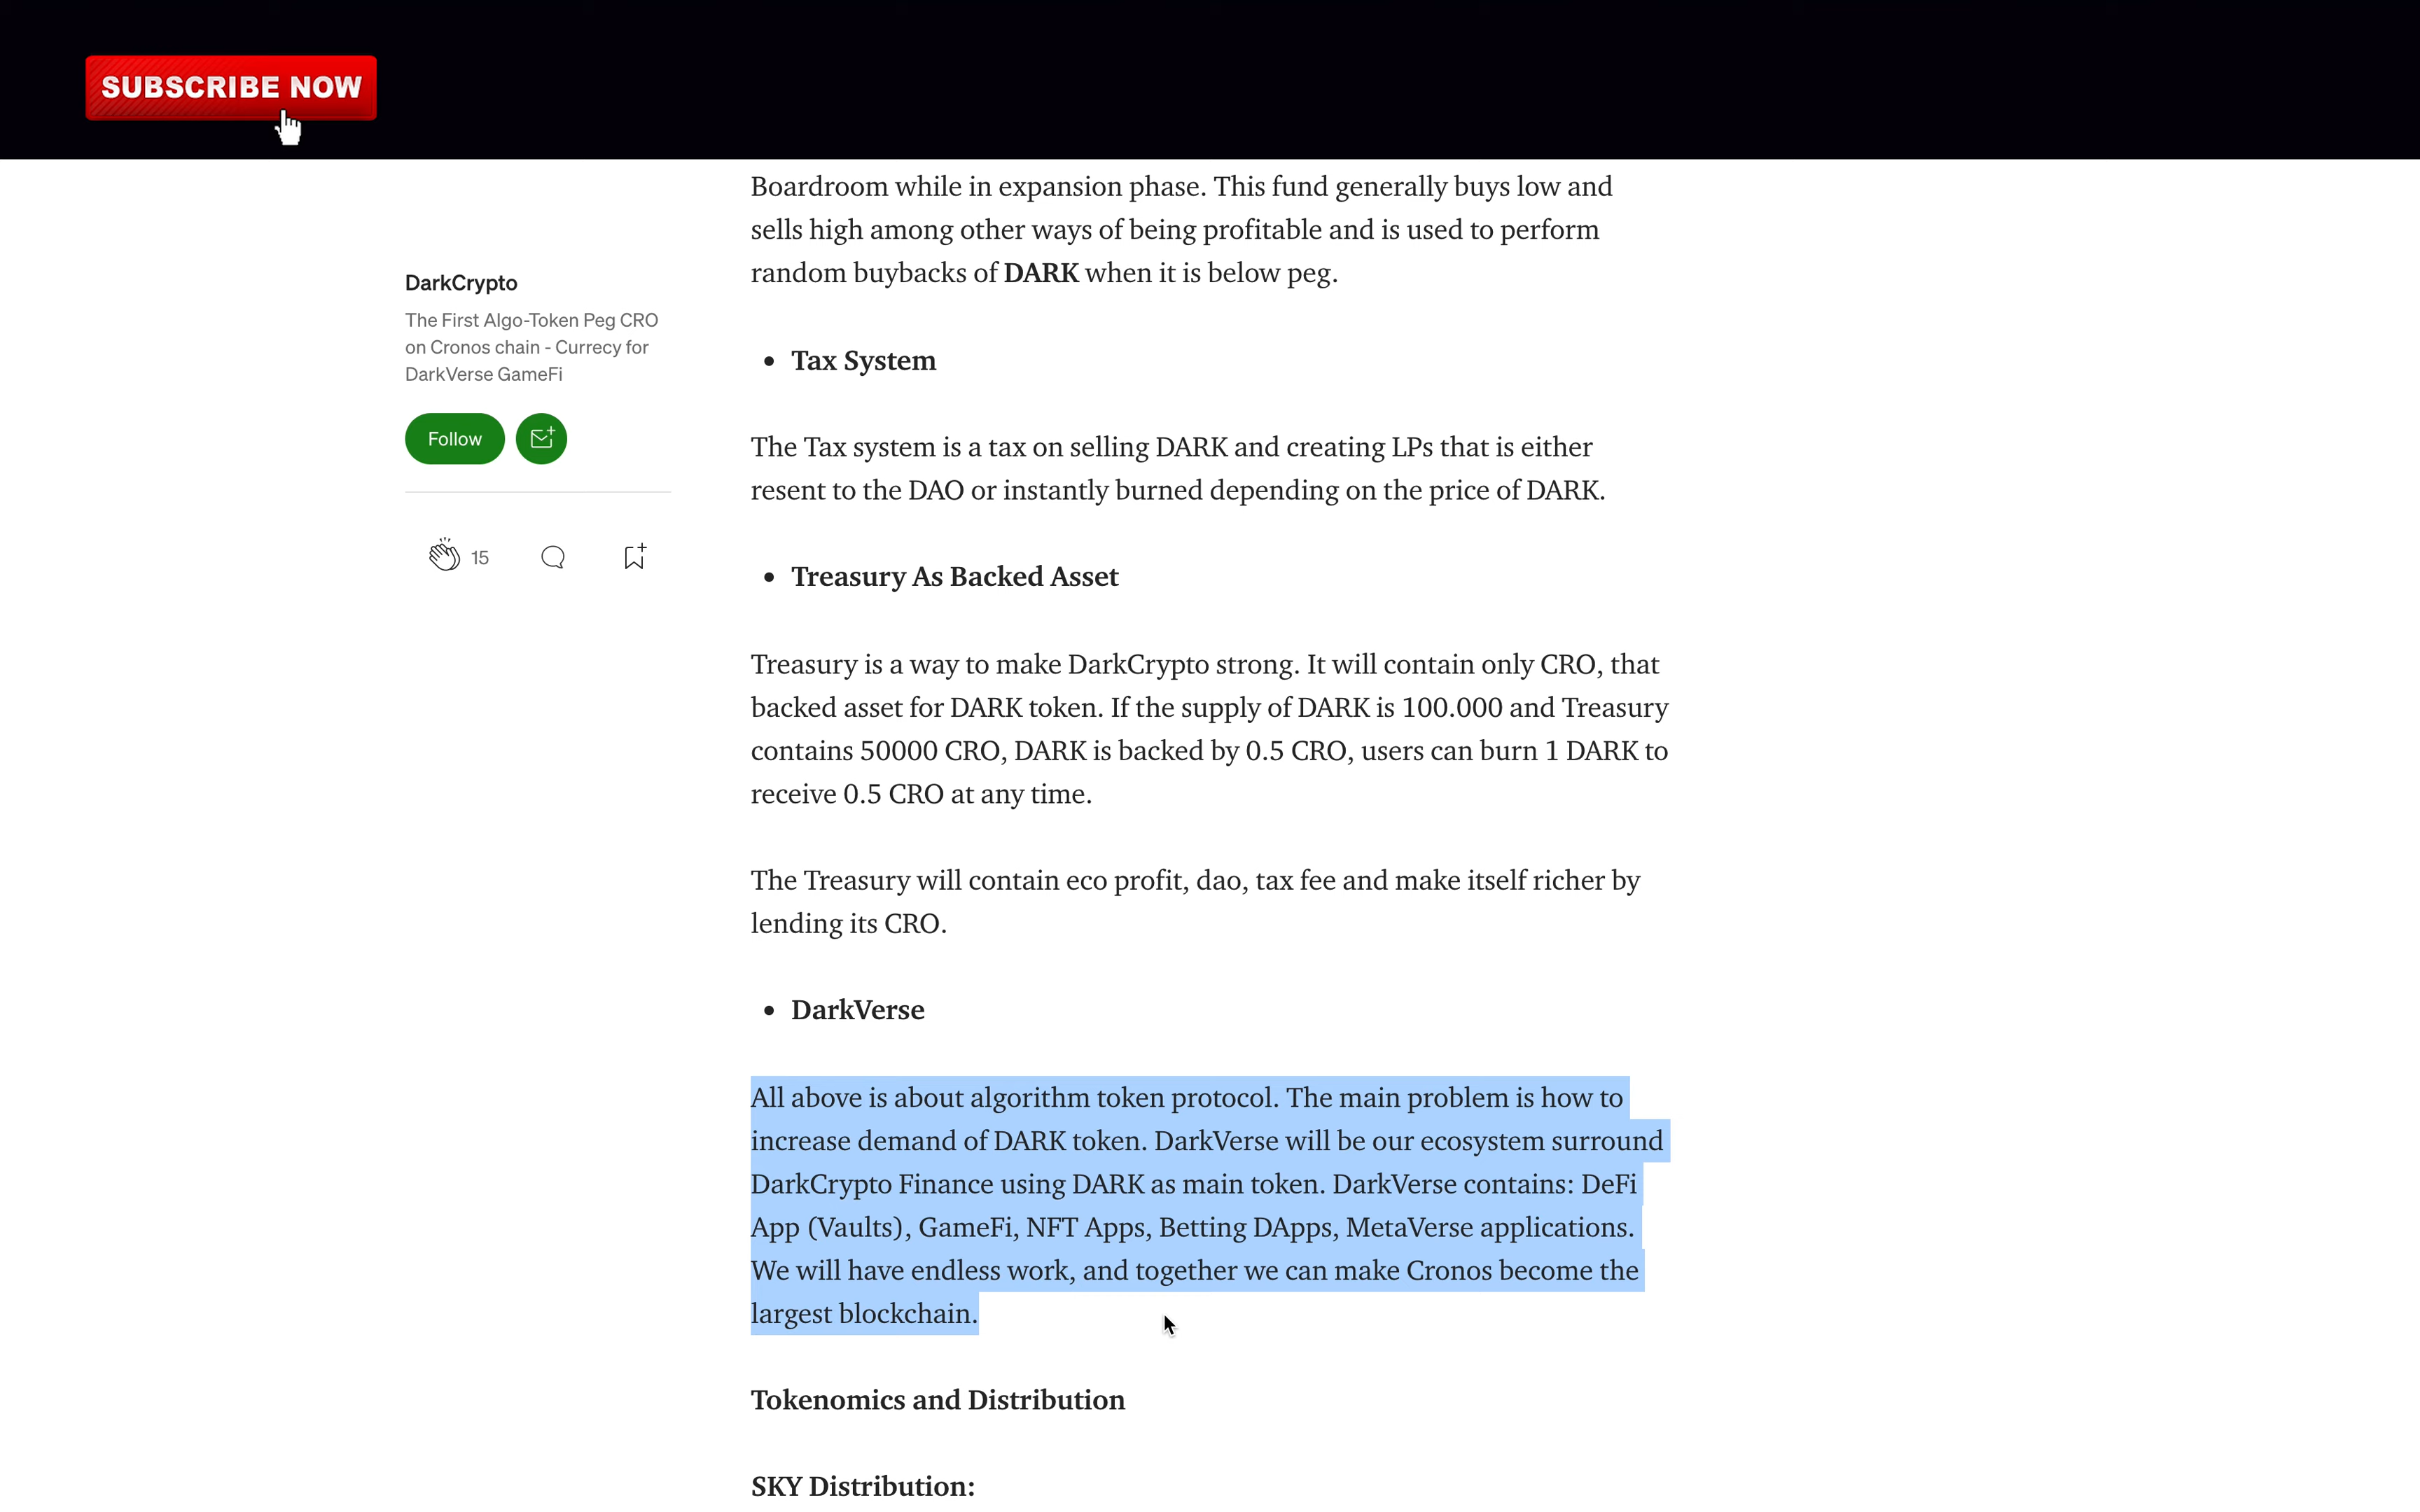 SUBSCRIBE NOW
DarkCrypto
The First Algo-Token Peg CRO
on Cronos chain - Currecy for
DarkVerse GameFi
Follow
15
Boardroom while in expansion phase. This fund generally buys low and
sells high among other ways of being profitable and is used to perform
random buybacks of DARK when it is below peg.
• Tax System
The Tax system is a tax on selling DARK and creating LPs that is either
resent to the DAO or instantly burned depending on the price of DARK.
• Treasury As Backed Asset
Treasury is a way to make DarkCrypto strong. It will contain only CRO, that
backed asset for DARK token. If the supply of DARK is 100.000 and Treasury
contains 50000 CRO, DARK is backed by 0.5 CRO, users can burn 1 DARK to
receive 0.5 CRO at any time.
The Treasury will contain eco profit, dao, tax fee and make itself richer by
lending its CRO.
• DarkVerse
All above is about algorithm token protocol. The main problem is how to
increase demand of DARK token. DarkVerse will be our ecosystem surround
DarkCrypto Finance using DARK as main token. DarkVerse contains: DeFi
App (Vaults), GameFi, NFT Apps, Betting DApps, MetaVerse applications.
We will have endless work, and together we can make Cronos become the
largest blockchain.
Tokenomics and Distribution
SKY Distribution: